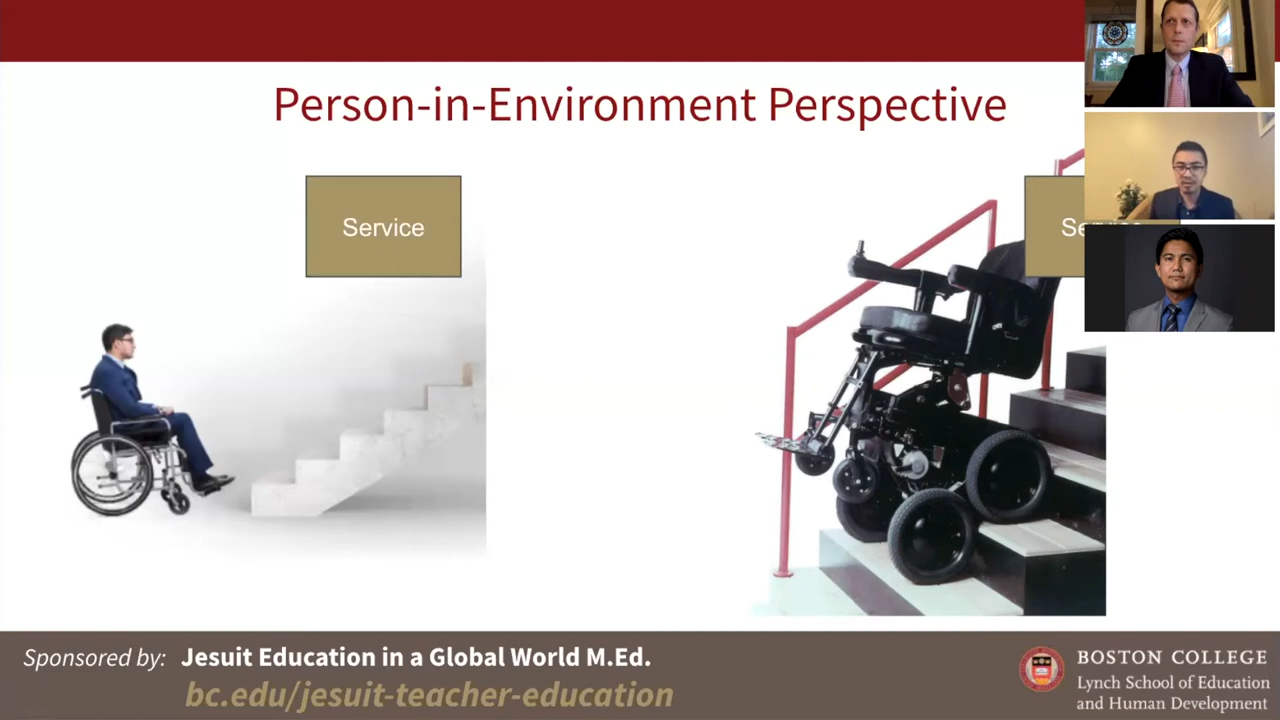 Person-in-Environment Perspective
Service
Sponsored by: Jesuit Education in a Global World M.Ed.
bc.edu/jesuit-teacher-education
BOSTON COLLEGE
Lynch School of Education
and Human Development